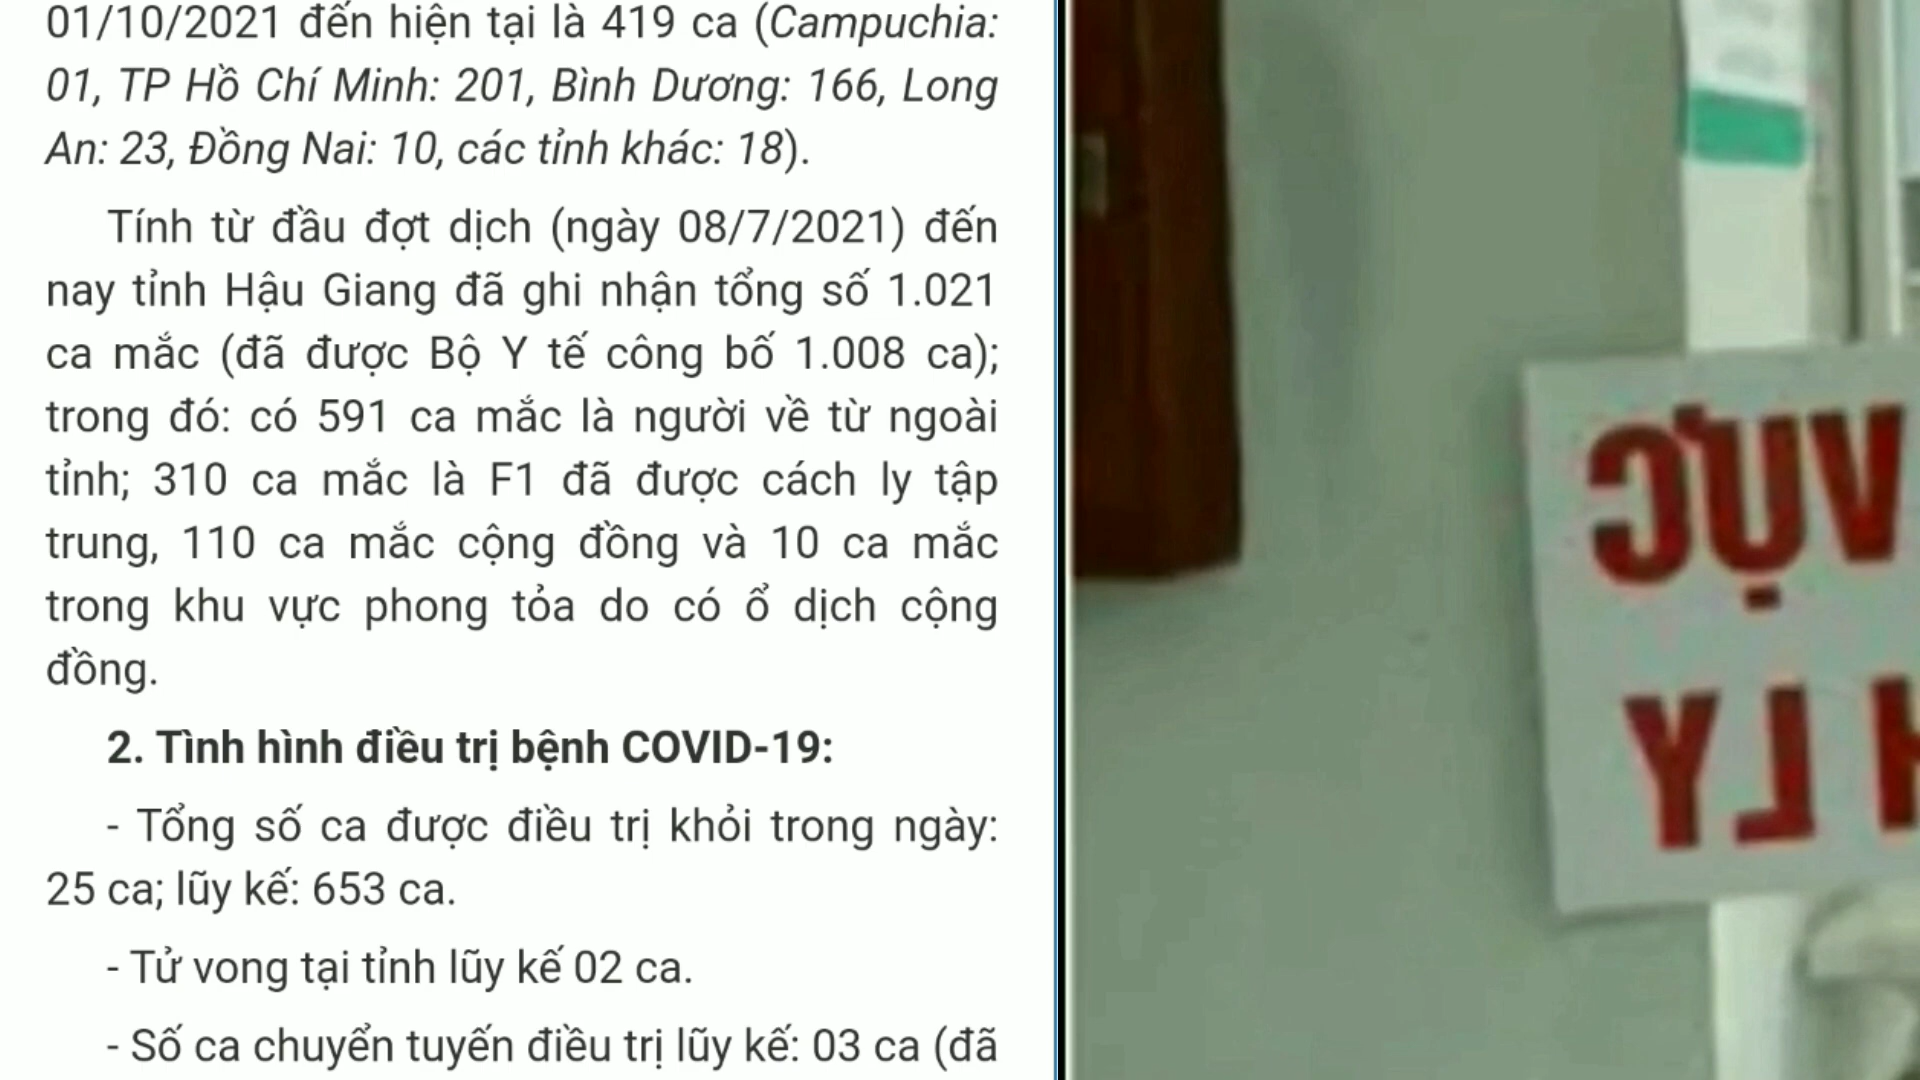 01/10/2021 đến hiện tại là 419 ca (Campuchia:
01, TP Hồ Chí Minh: 201, Bình Dương: 166, Long
An: 23, Đồng Nai: 10, các tỉnh khác: 18).
Tính từ đầu đợt dịch (ngày 08/7/2021) đến
nay tỉnh Hậu Giang đã ghi nhận tổng số 1.021
ca mắc (đã được Bộ Y tế công bố 1.008 ca);
trong đó: có 591 ca mắc là người về từ ngoài
tỉnh; 310 ca mắc là F1 đã được cách ly tập
trung, 110 ca mắc cộng đồng và 10 ca mắc
trong khu vực phong tỏa do có ổ dịch cộng
đồng.
2. Tình hình điều trị bệnh COVID-19:
- Tổng số ca được điều trị khỏi trong ngày:
25 ca; lũy kế: 653 ca.
- Tử vong tại tỉnh lũy kế 02 ca.
- Số ca chuyển tuyến điều trị lũy kế: 03 ca (đã
VỰC
H LY